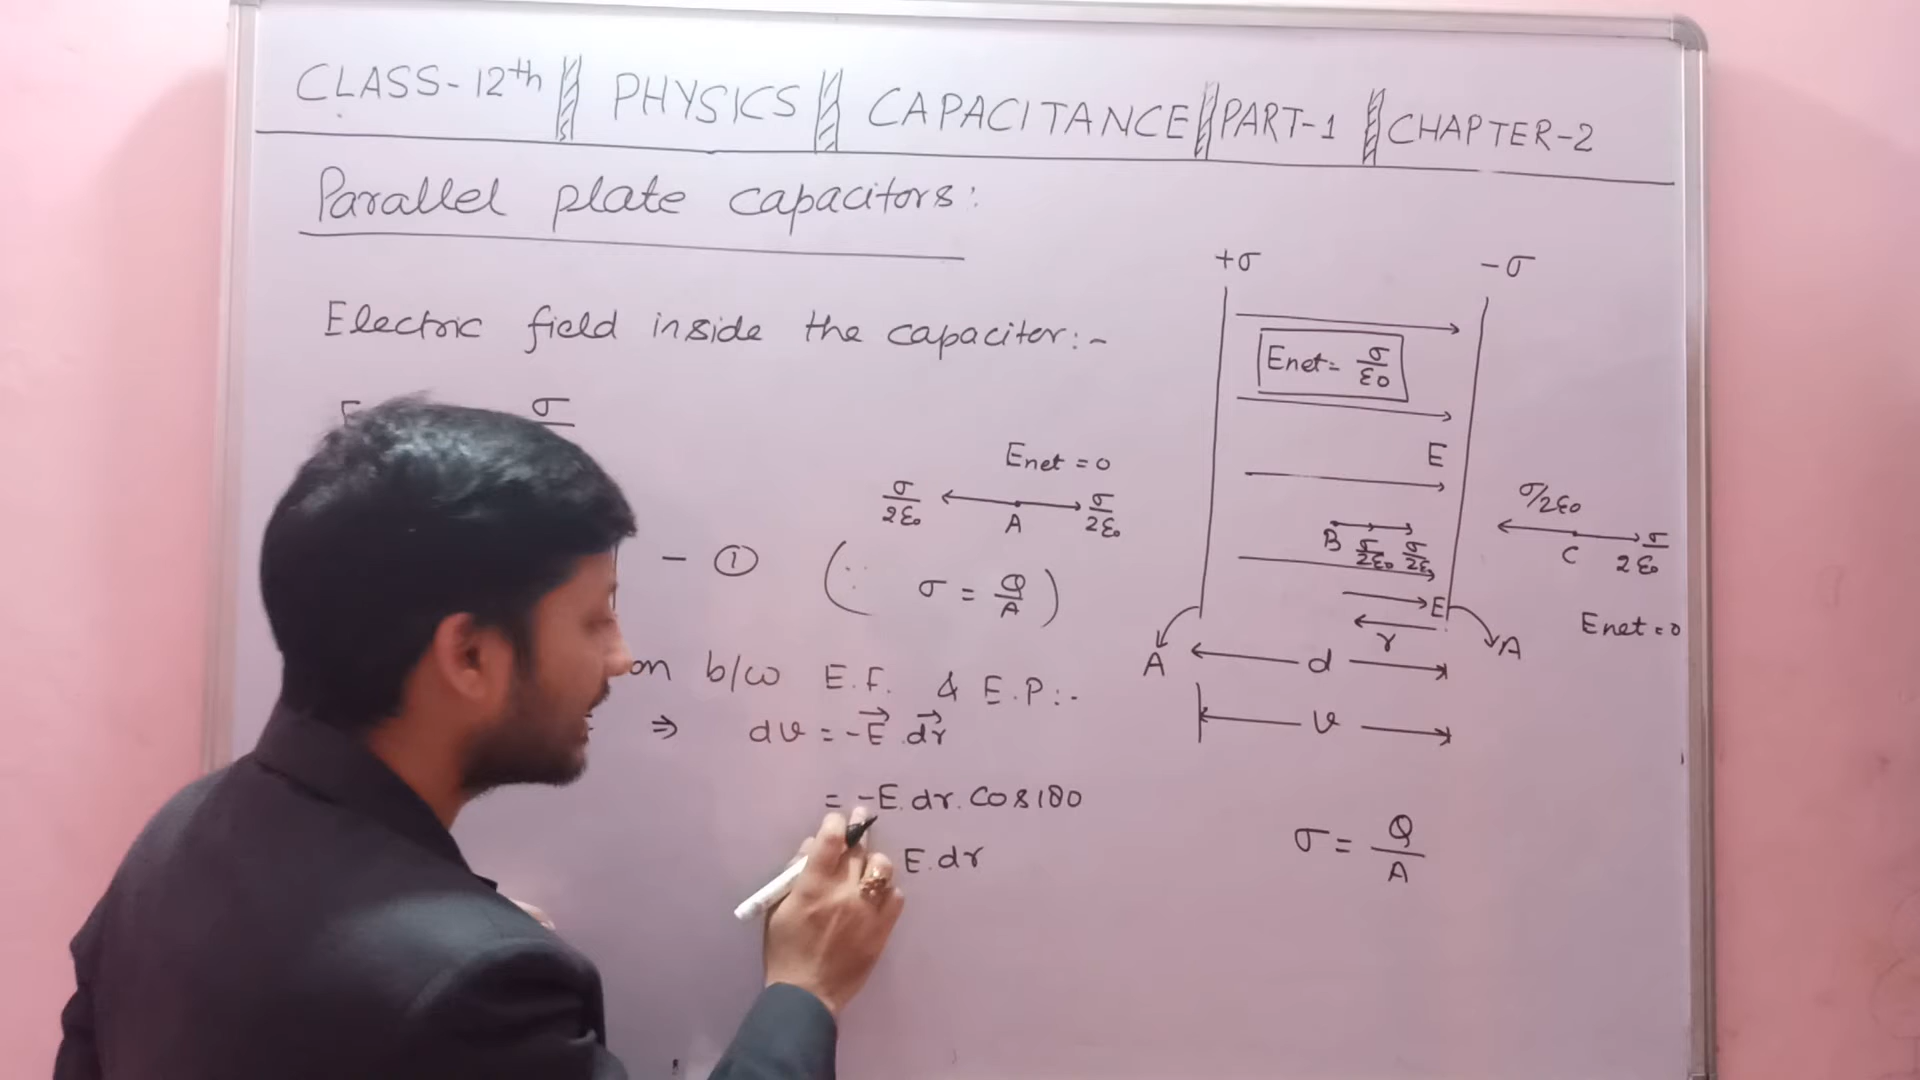 CLASS-12th || PHYSICS || CAPACITANCE || PART-1 || CHAPTER-2
Parallel plate capacitors:
Electric field inside the capacitor:-
σ
- ① (∵ σ = Q/A)
on b/w E.F. & E.P:-
⇒ dv = -E⃗.dr⃗
= -E.dr.cos180
E.dr
Enet = 0
σ/2ε₀ A σ/2ε₀
+σ -σ
Enet = σ/ε0
E
B σ/2ε0 σ/2ε0
E
r
A d A
v
σ/2ε0
C σ/2ε0
Enet = 0
σ = Q/A